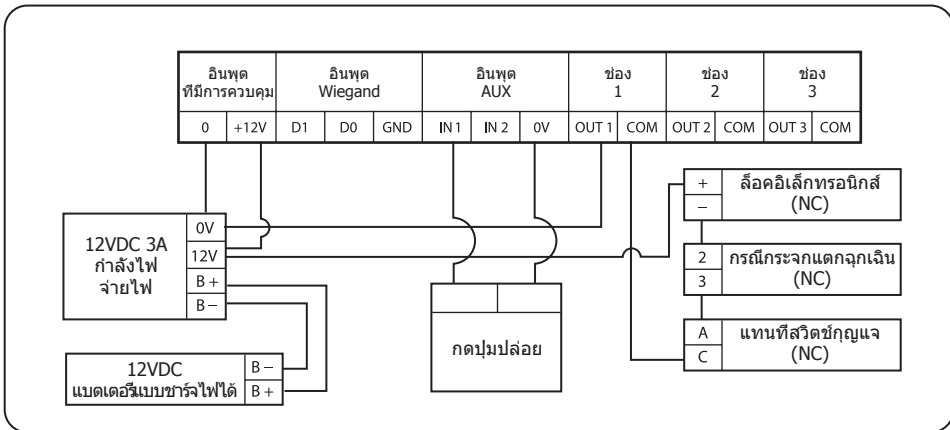 อินพุต อินพุต อินพุต ช่อง ช่อง ช่อง
ที่มีการควบคุม Wiegand AUX 1 2 3
0 +12V D1 D0 GND IN 1 IN 2 0V OUT 1 COM OUT 2 COM OUT 3 COM
12VDC 3A
กำลังไฟ
จ่ายไฟ
0V
12V
B +
B −
12VDC
แบตเตอรี่แบบชาร์จไฟได้
B −
B +
กดปุ่มปล่อย
+
−
ล็อคอิเล็กทรอนิกส์
(NC)
2
3
กรณีกระจกแตกฉุกเฉิน
(NC)
A
C
แทนที่สวิตช์กุญแจ
(NC)